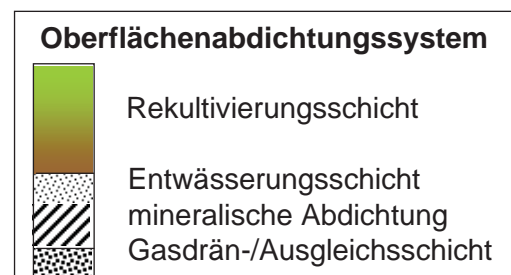 Oberflächenabdichtungssystem
Rekultivierungsschicht
Entwässerungsschicht
mineralische Abdichtung
Gasdrän-/Ausgleichsschicht